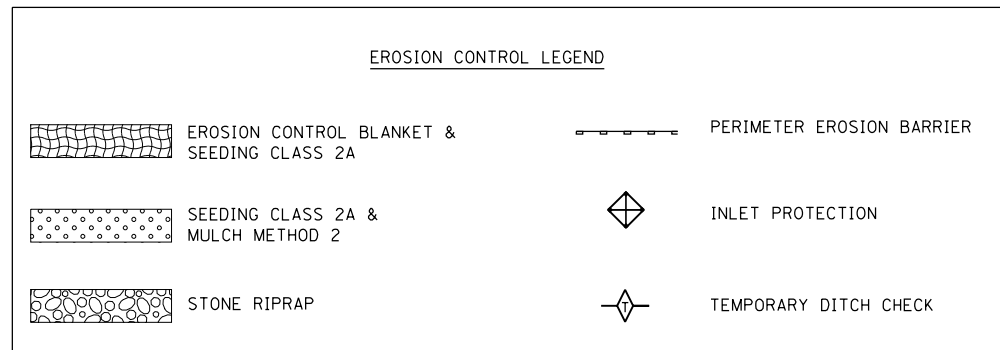 EROSION CONTROL LEGEND
EROSION CONTROL BLANKET &
SEEDING CLASS 2A
SEEDING CLASS 2A &
MULCH METHOD 2
STONE RIPRAP
PERIMETER EROSION BARRIER
INLET PROTECTION
T
TEMPORARY DITCH CHECK